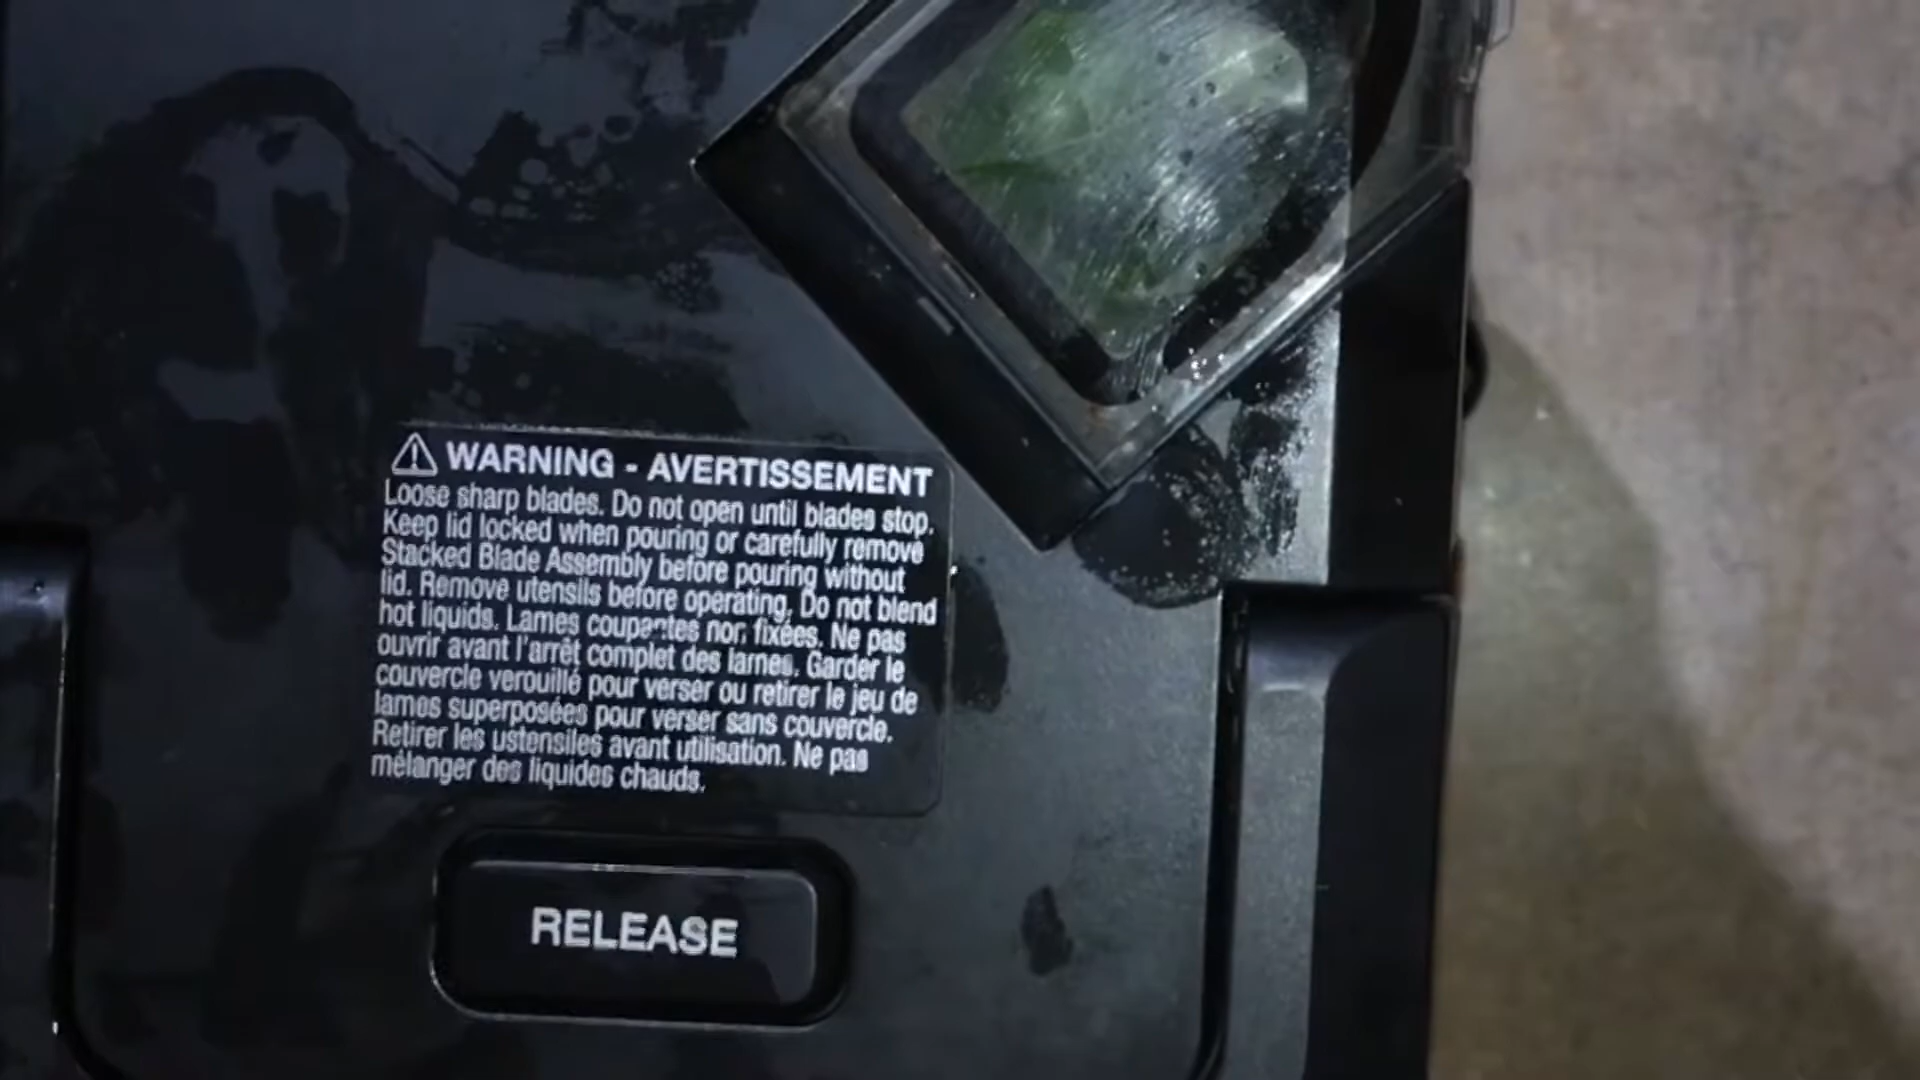 WARNING - AVERTISSEMENT
Loose sharp blades. Do not open until blades stop.
Keep lid locked when pouring or carefully remove
Stacked Blade Assembly before pouring without
lid. Remove utensils before operating. Do not blend
hot liquids. Lames coupantes non fixées. Ne pas
ouvrir avant l'arrêt complet des lames. Garder le
couvercle verouillé pour verser ou retirer le jeu de
lames superposées pour verser sans couvercle.
Retirer les ustensiles avant utilisation. Ne pas
mélanger des liquides chauds.
RELEASE